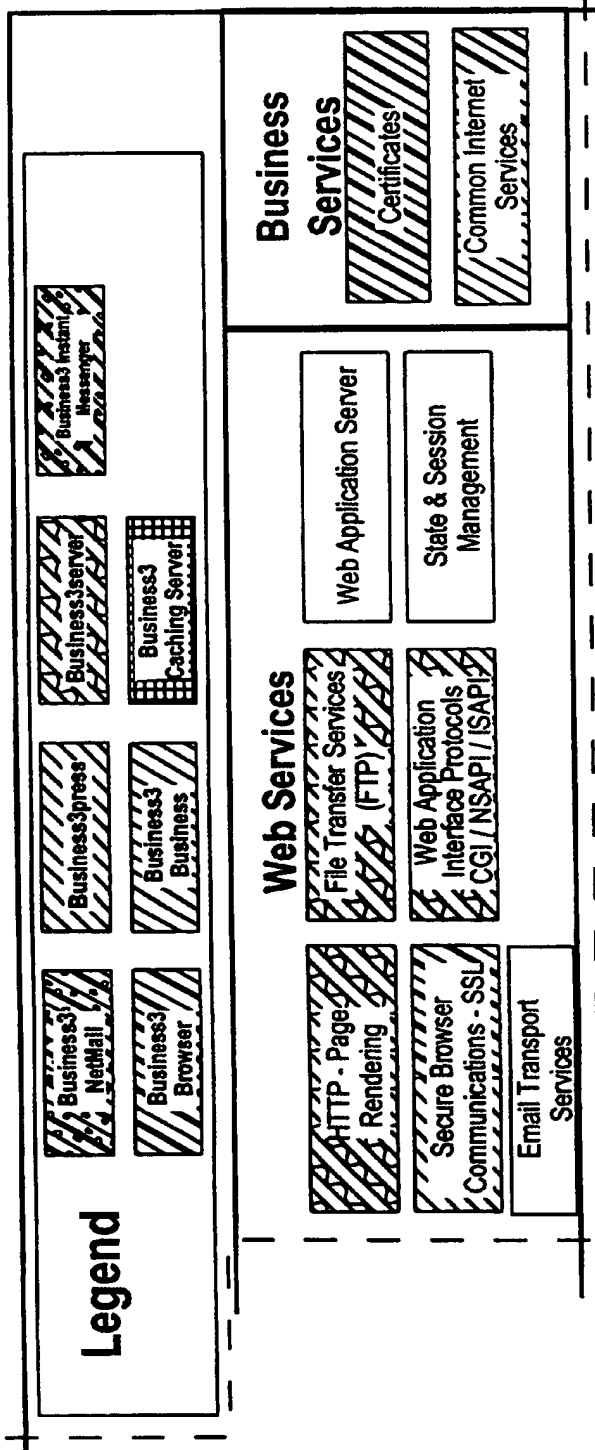 Legend
Business3
NetMail
Business3press
Business3server
Business3 Instant
Messenger
Business3
Browser
Business3
Business
Business3
Caching Server
Web Services
HTTP - Page
Rendering
File Transfer Services
(FTP)
Web Application Server
Secure Browser
Communications - SSL
Web Application
Interface Protocols
CGI / NSAPI / ISAPI
State & Session
Management
Email Transport
Services
Business
Services
Certificates
Common Internet
Services